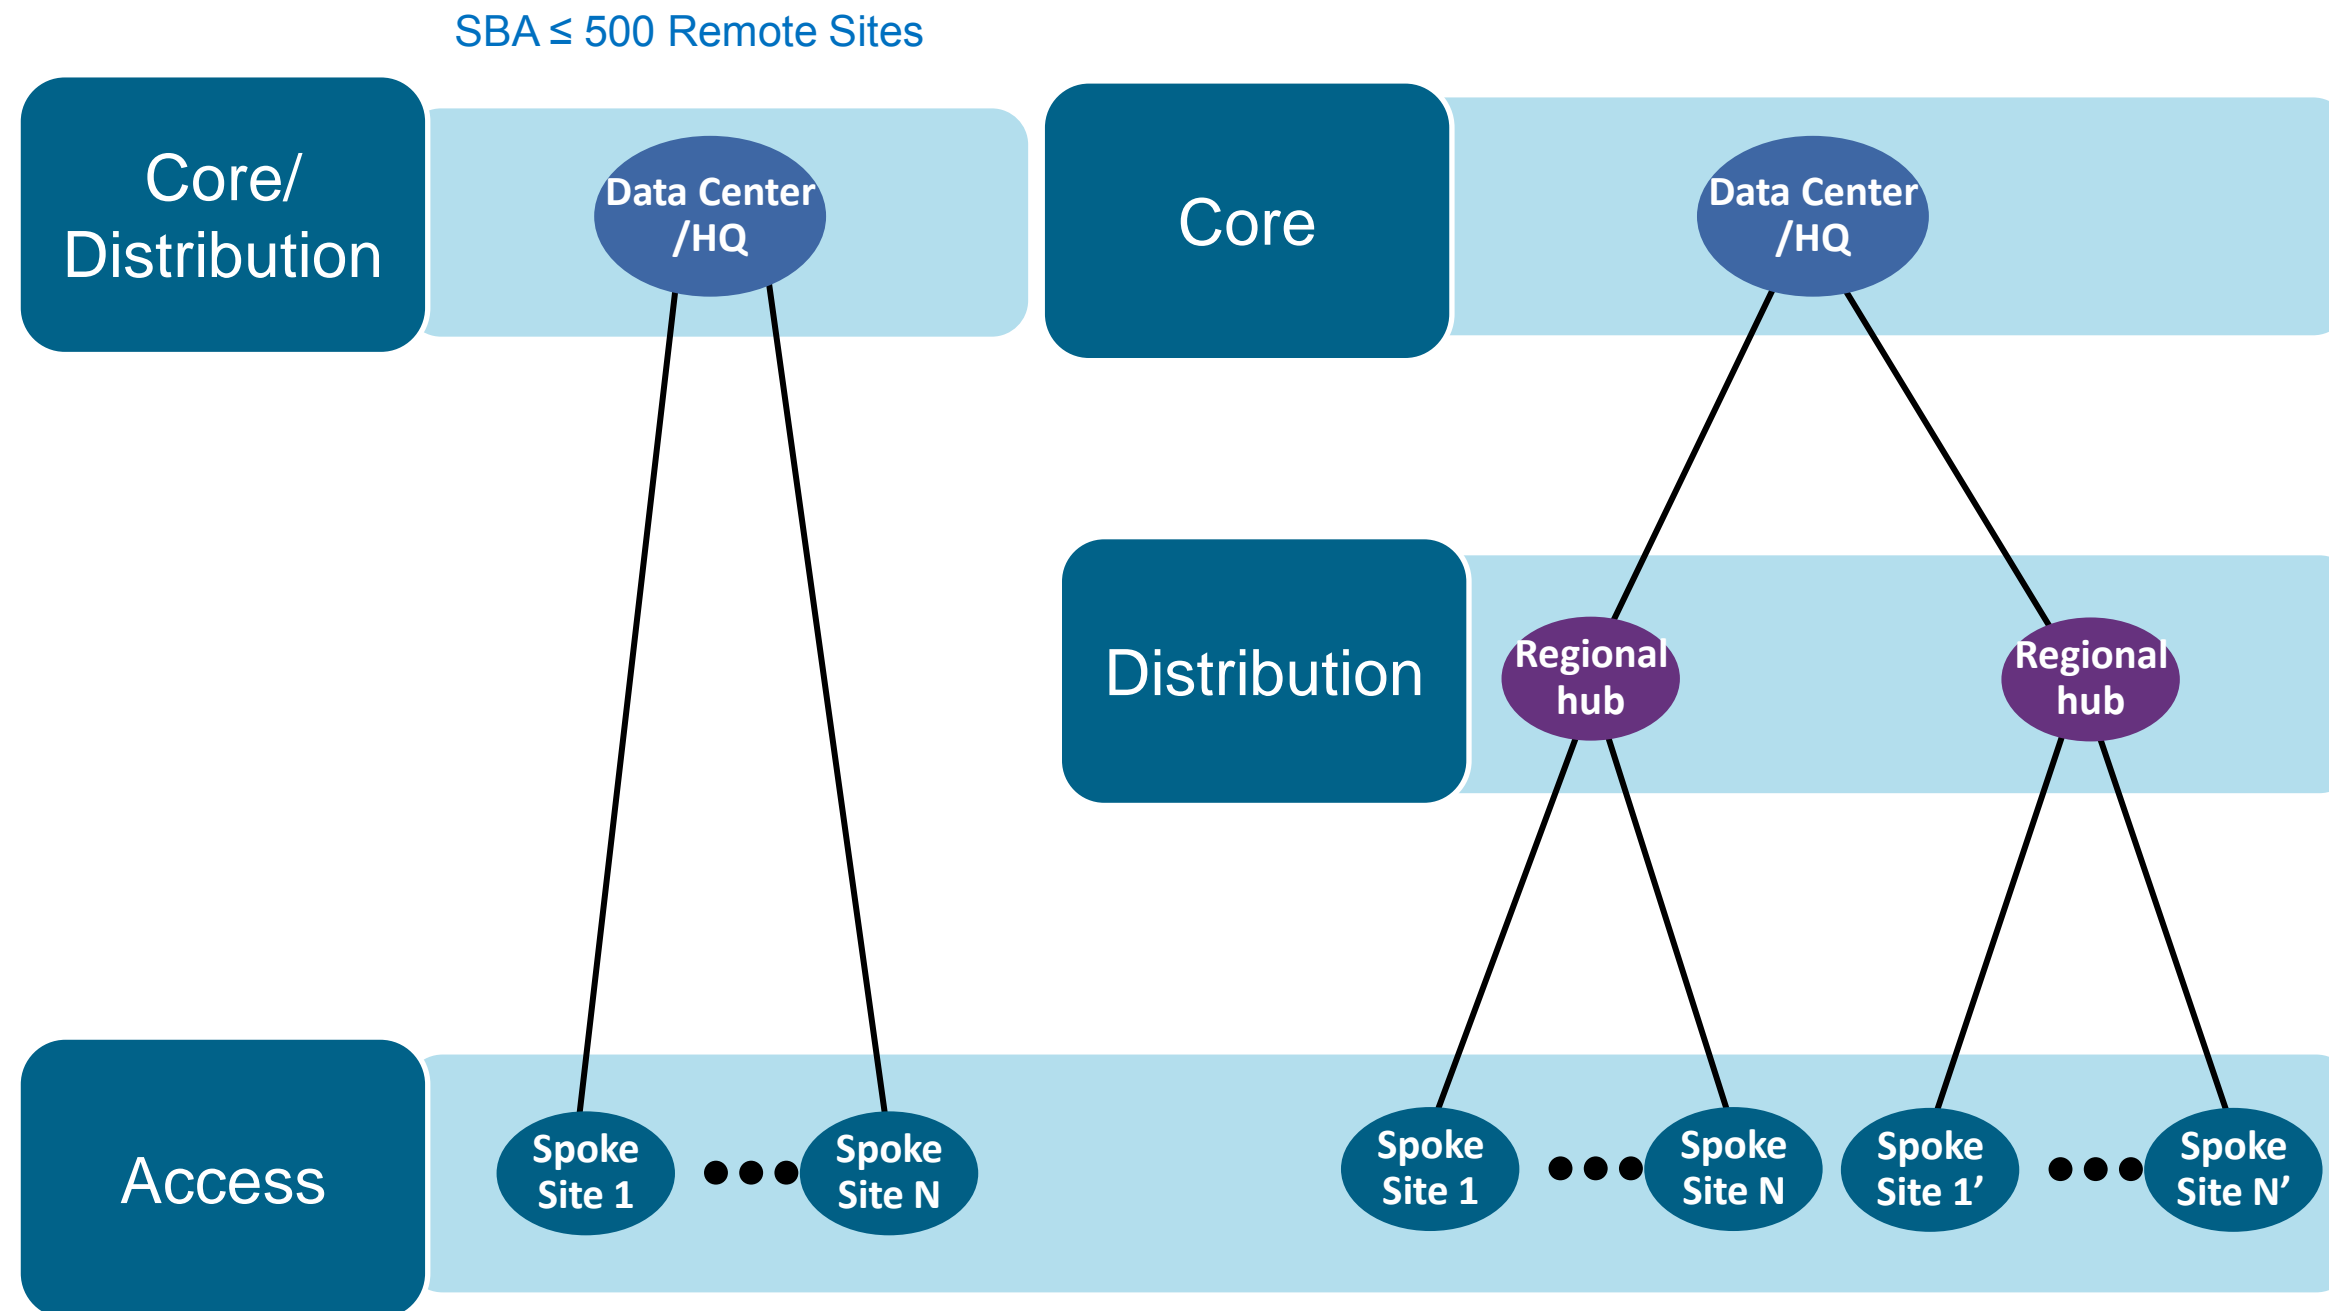 SBA ≤ 500 Remote Sites
Core/
Distribution
Data Center
/HQ
Core
Data Center
/HQ
Distribution
Regional
hub
Regional
hub
Access
Spoke
Site 1
Spoke
Site N
Spoke
Site 1
Spoke
Site N
Spoke
Site 1’
Spoke
Site N’